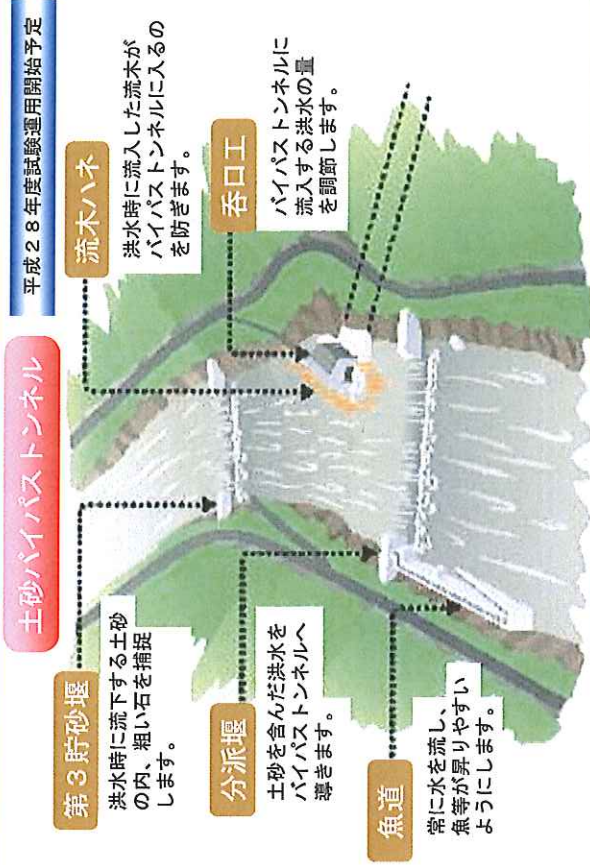 土砂バイパストンネル
平成28年度試験運用開始予定
第3貯砂堰
洪水時に流下する土砂
の内、粗い石を捕捉
します。
分派堰
土砂を含んだ洪水を
バイパストンネルへ
導きます。
魚道
常に水を流し、
魚等が昇りやすい
ようにします。
流木ハネ
洪水時に流入した流木が
バイパストンネルに入るの
を防ぎます。
呑口工
バイパストンネルに
流入する洪水の量
を調節します。